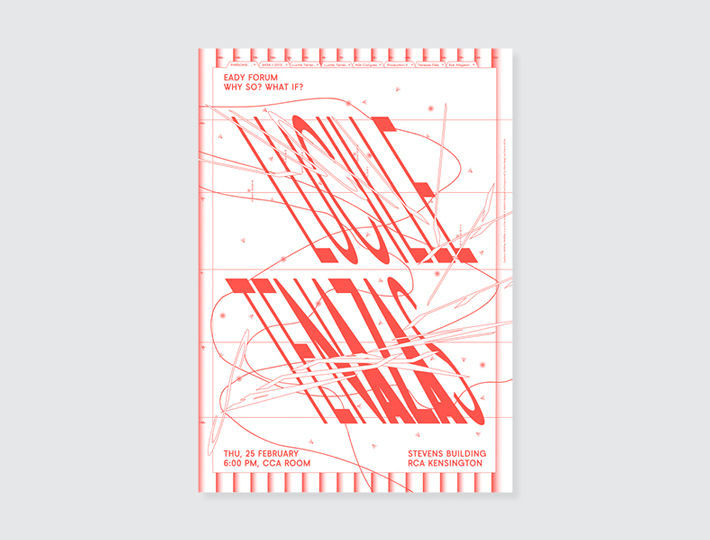 EADY FORUM
WHY SO? WHAT IF?
LUCILLE
TENAZAS
THU, 25 FEBRUARY
6:00 PM, CCA ROOM
STEVENS BUILDING
RCA KENSINGTON